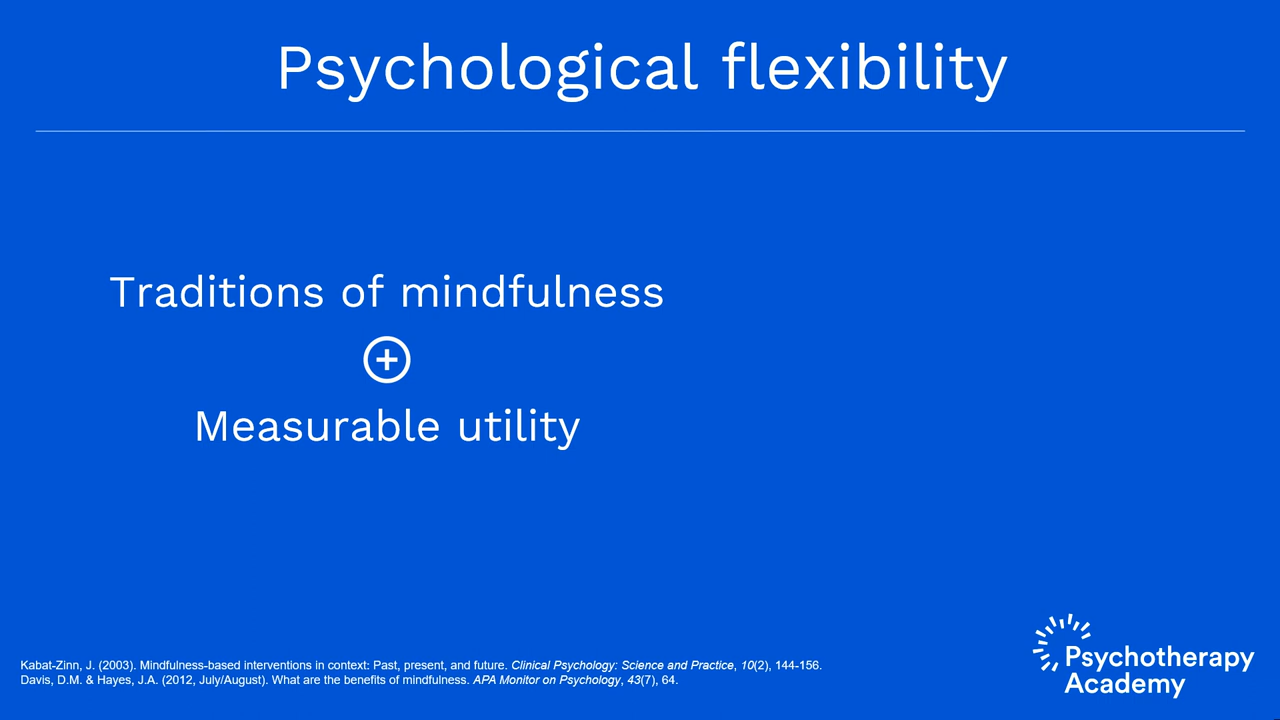 Psychological flexibility
Traditions of mindfulness
+
Measurable utility
Kabat-Zinn, J. (2003). Mindfulness-based interventions in context: Past, present, and future. Clinical Psychology: Science and Practice, 10(2), 144-156.
Davis, D.M. & Hayes, J.A. (2012, July/August). What are the benefits of mindfulness. APA Monitor on Psychology, 43(7), 64.
Psychotherapy
Academy